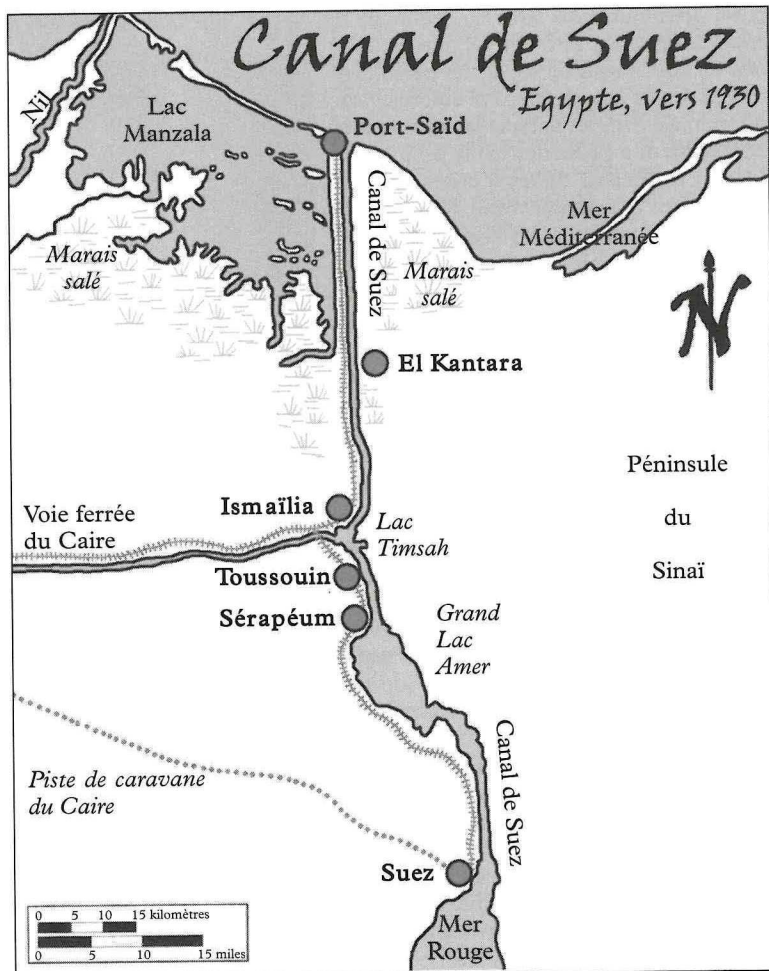 Canal de Suez
Egypte, vers 1930
Nil
Lac
Manzala
Port-Saïd
Canal de Suez
Mer
Méditerranée
Marais
salé
Marais
salé
N
El Kantara
Péninsule
du
Sinaï
Ismaïlia
Voie ferrée
du Caire
Lac
Timsah
Toussouin
Sérapéum
Grand
Lac
Amer
Canal de Suez
Piste de caravane
du Caire
Suez
Mer
Rouge
0 5 10 15 kilomètres
0 5 10 15 miles